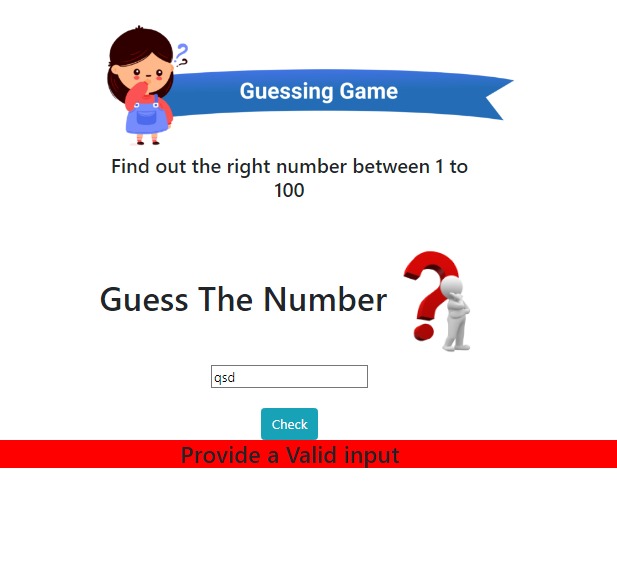 Guessing Game
Find out the right number between 1 to
100
Guess The Number
qsd
Check
Provide a Valid input